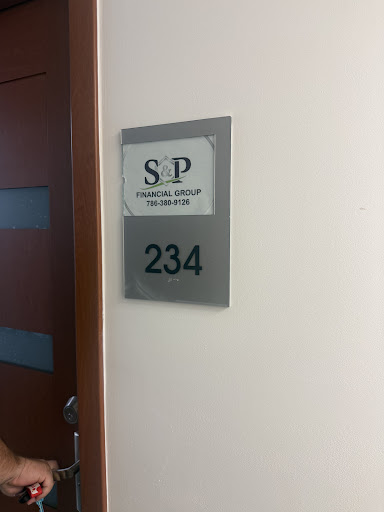 S&P
FINANCIAL GROUP
786-380-9126
234